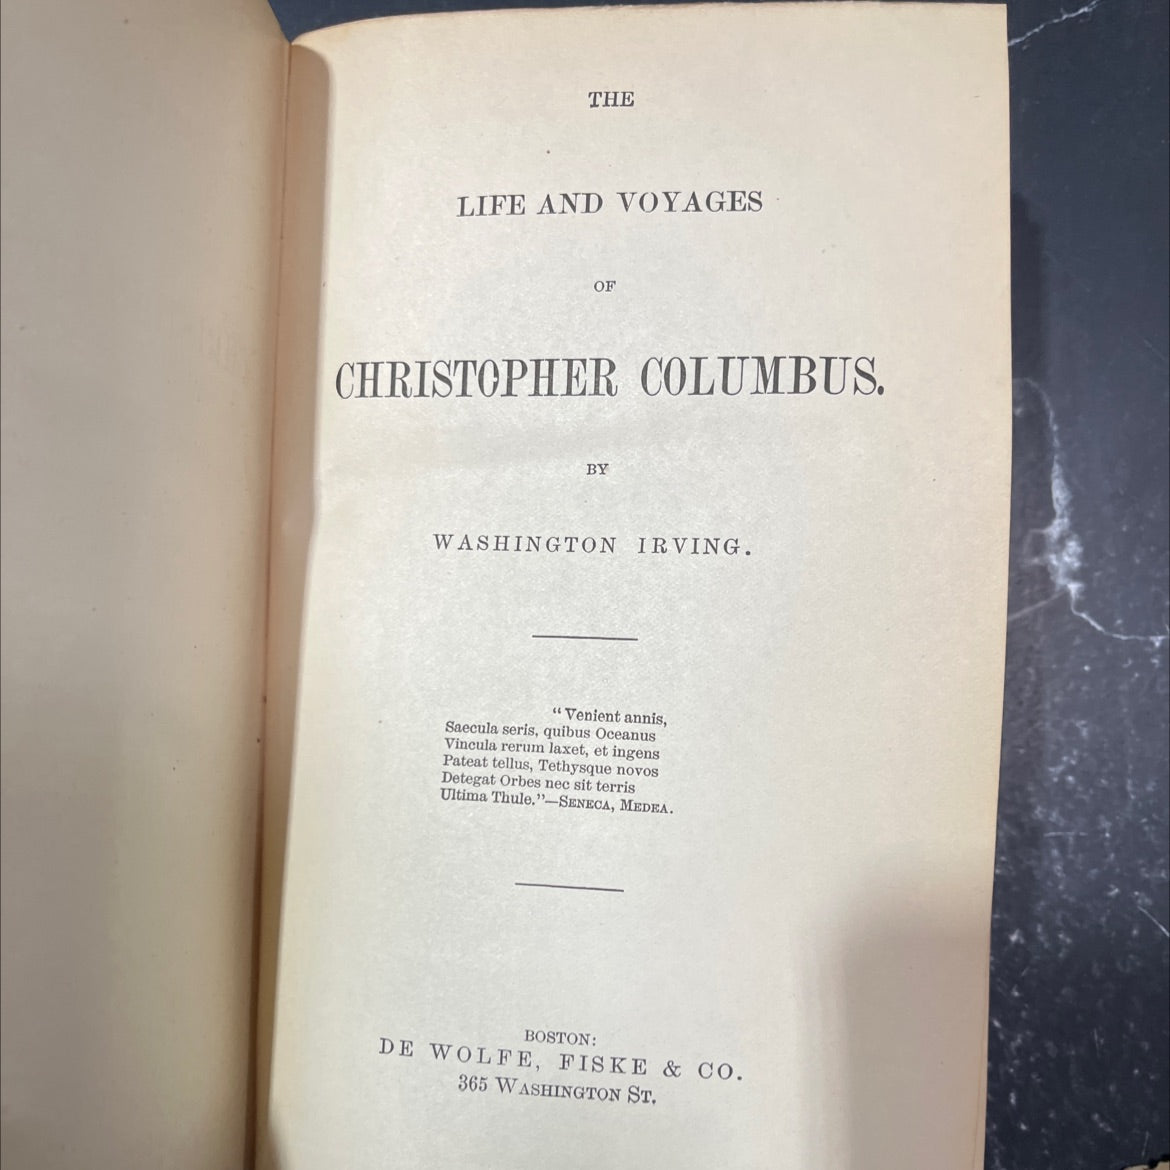 THE
LIFE AND VOYAGES
OF
CHRISTOPHER COLUMBUS.
BY
WASHINGTON IRVING.
“Venient annis,
Saecula seris, quibus Oceanus
Vincula rerum laxet, et ingens
Pateat tellus, Tethysque novos
Detegat Orbes nec sit terris
Ultima Thule.”—SENECA, MEDEA.
BOSTON:
DE WOLFE, FISKE & CO.
365 WASHINGTON ST.